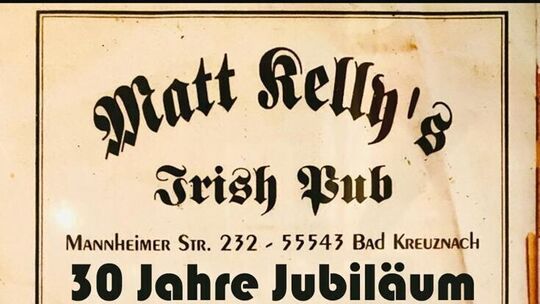 Matt Kelly's
Irish Pub
Mannheimer Str. 232 - 55543 Bad Kreuznach
30 Jahre Jubiläum